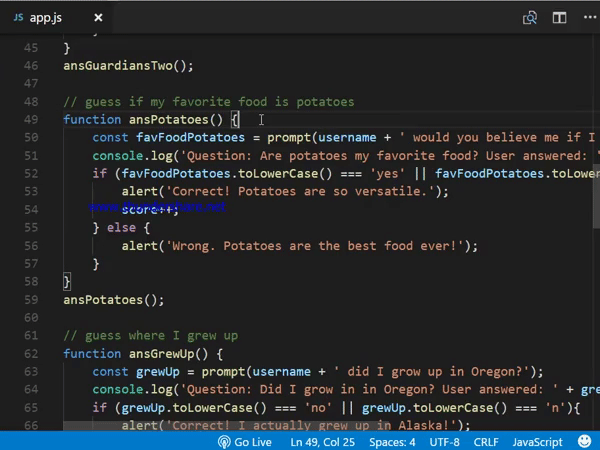 JS app.js ×
45 }
46 ansGuardiansTwo();
47
48 // guess if my favorite food is potatoes
49 function ansPotatoes() {
50 const favFoodPotatoes = prompt(username + ' would you believe me if I
51 console.log('Question: Are potatoes my favorite food? User answered: '
52 if (favFoodPotatoes.toLowerCase() === 'yes' || favFoodPotatoes.toLowe
53 alert('Correct! Potatoes are so versatile.');
54 score++;
55 } else {
56 alert('Wrong. Potatoes are the best food ever!');
57 }
58 }
59 ansPotatoes();
60
61 // guess where I grew up
62 function ansGrewUp() {
63 const grewUp = prompt(username + ' did I grow up in Oregon?');
64 console.log('Question: Did I grow in in Oregon? User answered: ' + gre
65 if (grewUp.toLowerCase() === 'no' || grewUp.toLowerCase() === 'n'){
66 alert('Correct! I actually grew up in Alaska!');
Go Live Ln 49, Col 25 Spaces: 4 UTF-8 CRLF JavaScript